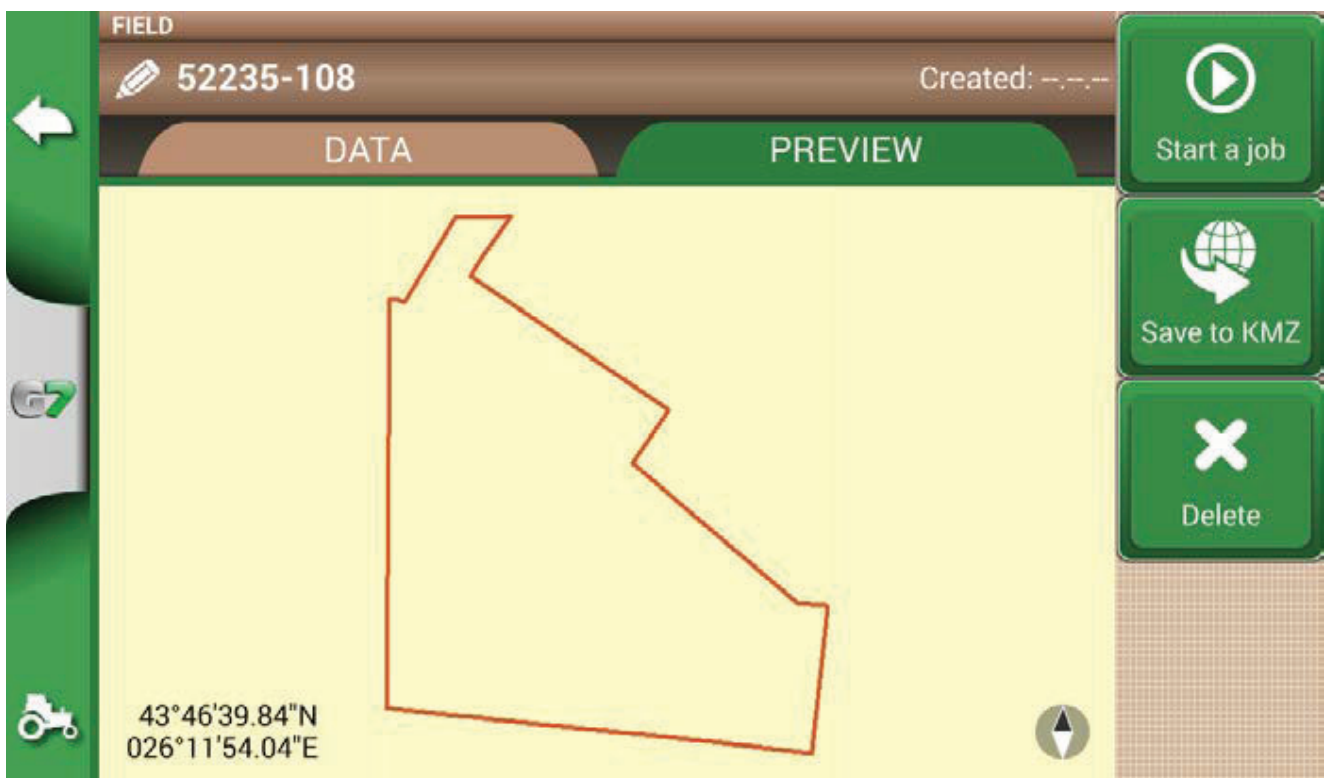 FIELD
52235-108
Created: --.--.--
DATA
PREVIEW
Start a job
Save to KMZ
Delete
G7
43°46'39.84"N
026°11'54.04"E